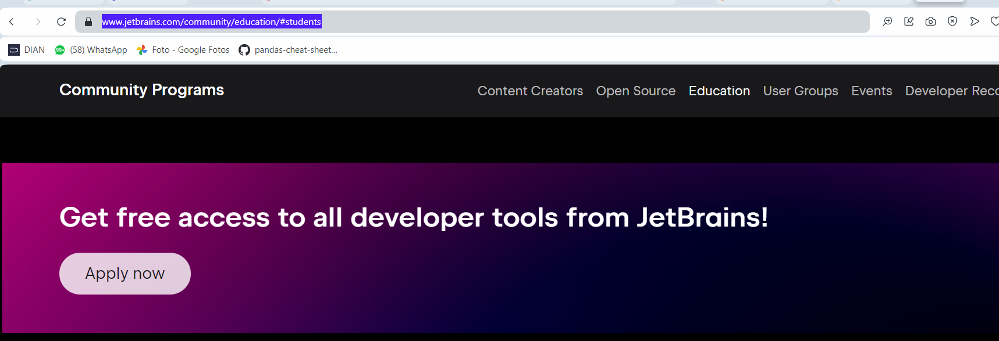 www.jetbrains.com/community/education/#students
DIAN (58) WhatsApp Foto - Google Fotos pandas-cheat-sheet...
Community Programs Content Creators Open Source Education User Groups Events Developer Reco
Get free access to all developer tools from JetBrains!
Apply now